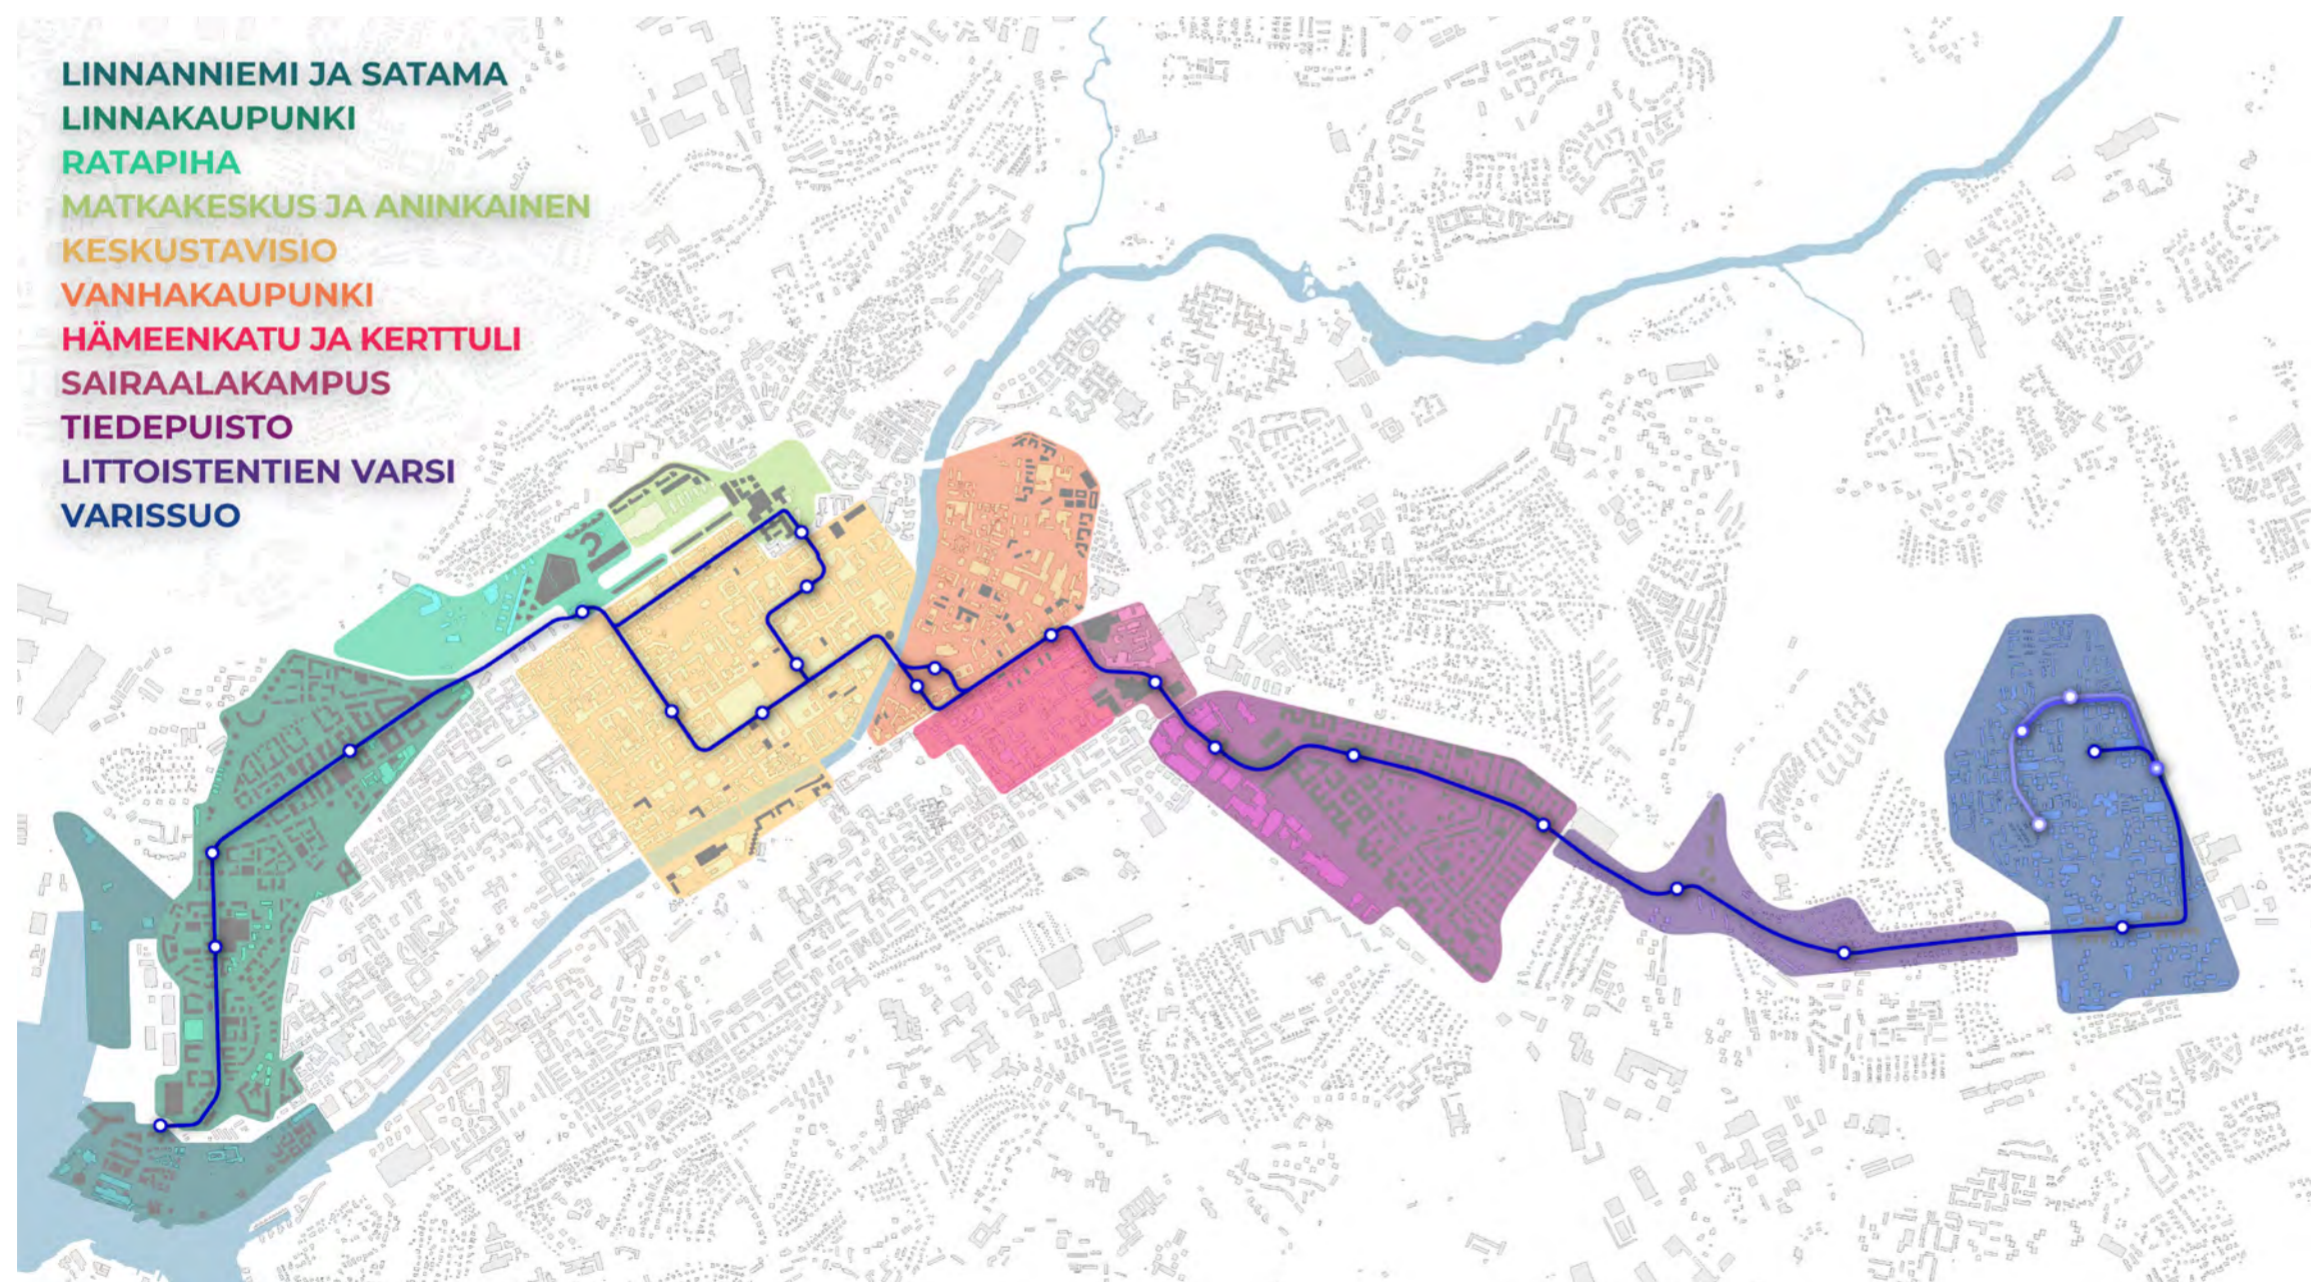 LINNANNIEMI JA SATAMA
LINNAKAUPUNKI
RATAPIHA
MATKAKESKUS JA ANINKAINEN
KESKUSTAVISIO
VANHAKAUPUNKI
HÄMEENKATU JA KERTTULI
SAIRAALAKAMPUS
TIEDEPUISTO
LITTOISTENTIEN VARSI
VARISSUO